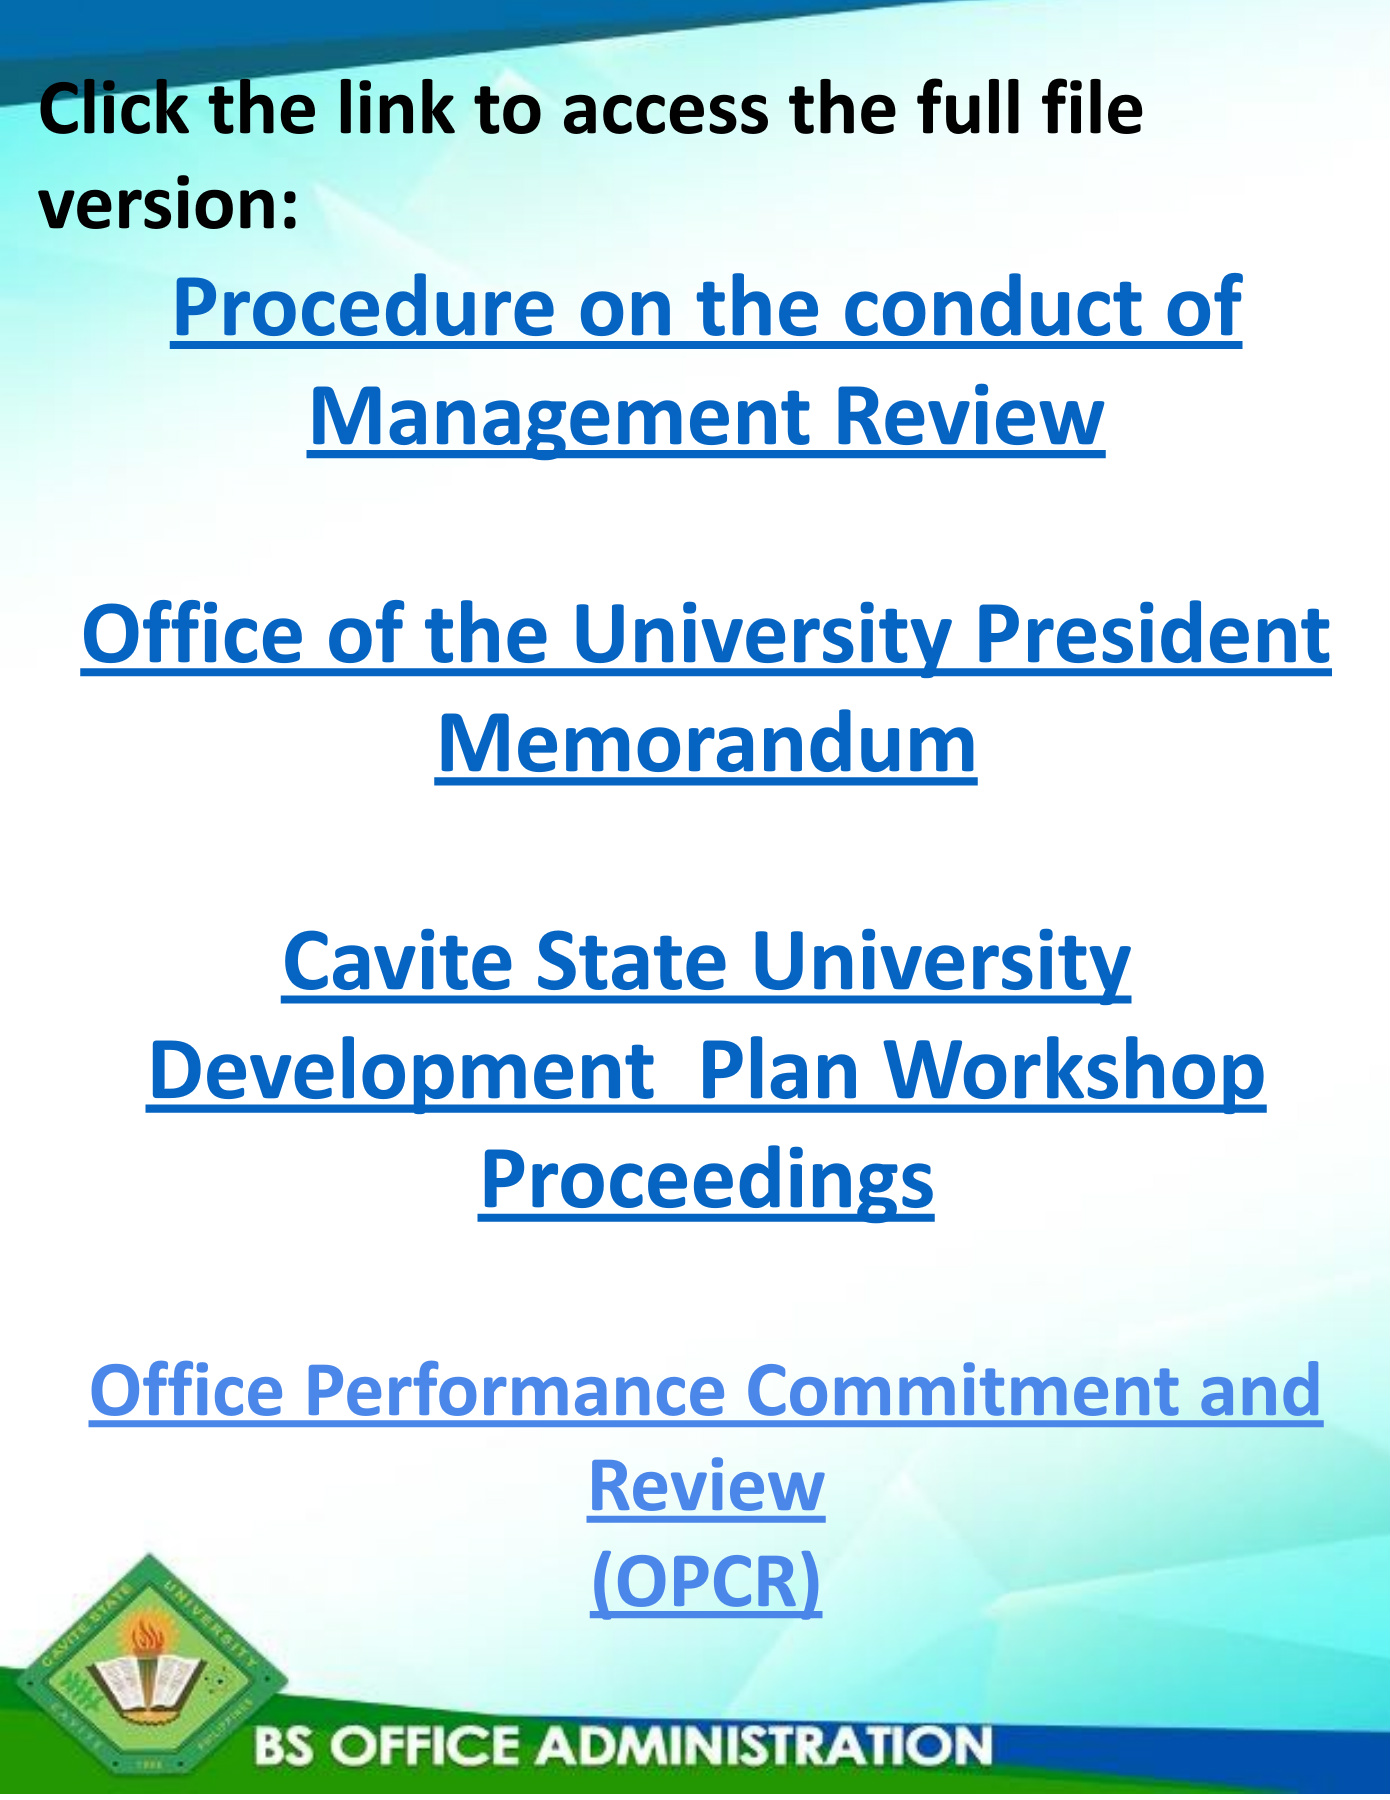 Click the link to access the full file
version:
Procedure on the conduct of
Management Review
Office of the University President
Memorandum
Cavite State University
Development  Plan Workshop
Proceedings
Office Performance Commitment and
Review
(OPCR)
CAVITE STATE UNIVERSITY
CAVITE PHILIPPINES
BS OFFICE ADMINISTRATION